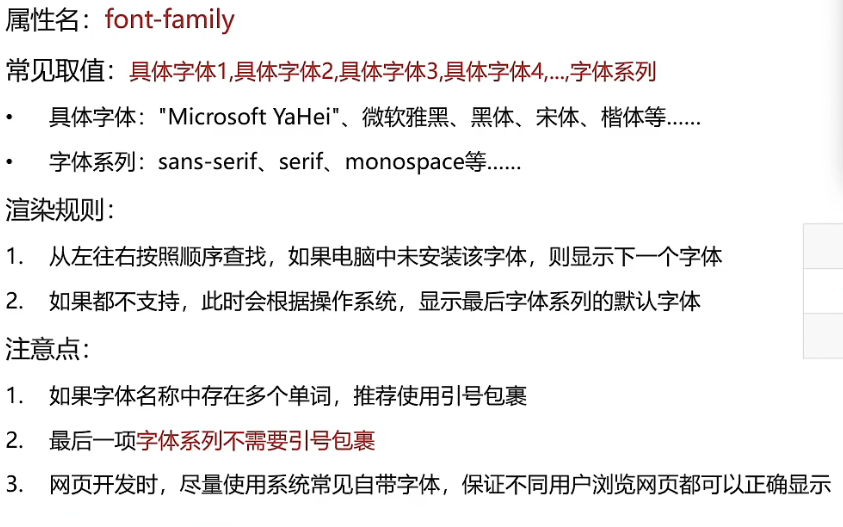 属性名：font-family
常见取值：具体字体1,具体字体2,具体字体3,具体字体4,...,字体系列
• 具体字体："Microsoft YaHei"、微软雅黑、黑体、宋体、楷体等……
• 字体系列：sans-serif、serif、monospace等……
渲染规则：
1. 从左往右按照顺序查找，如果电脑中未安装该字体，则显示下一个字体
2. 如果都不支持，此时会根据操作系统，显示最后字体系列的默认字体
注意点：
1. 如果字体名称中存在多个单词，推荐使用引号包裹
2. 最后一项字体系列不需要引号包裹
3. 网页开发时，尽量使用系统常见自带字体，保证不同用户浏览网页都可以正确显示